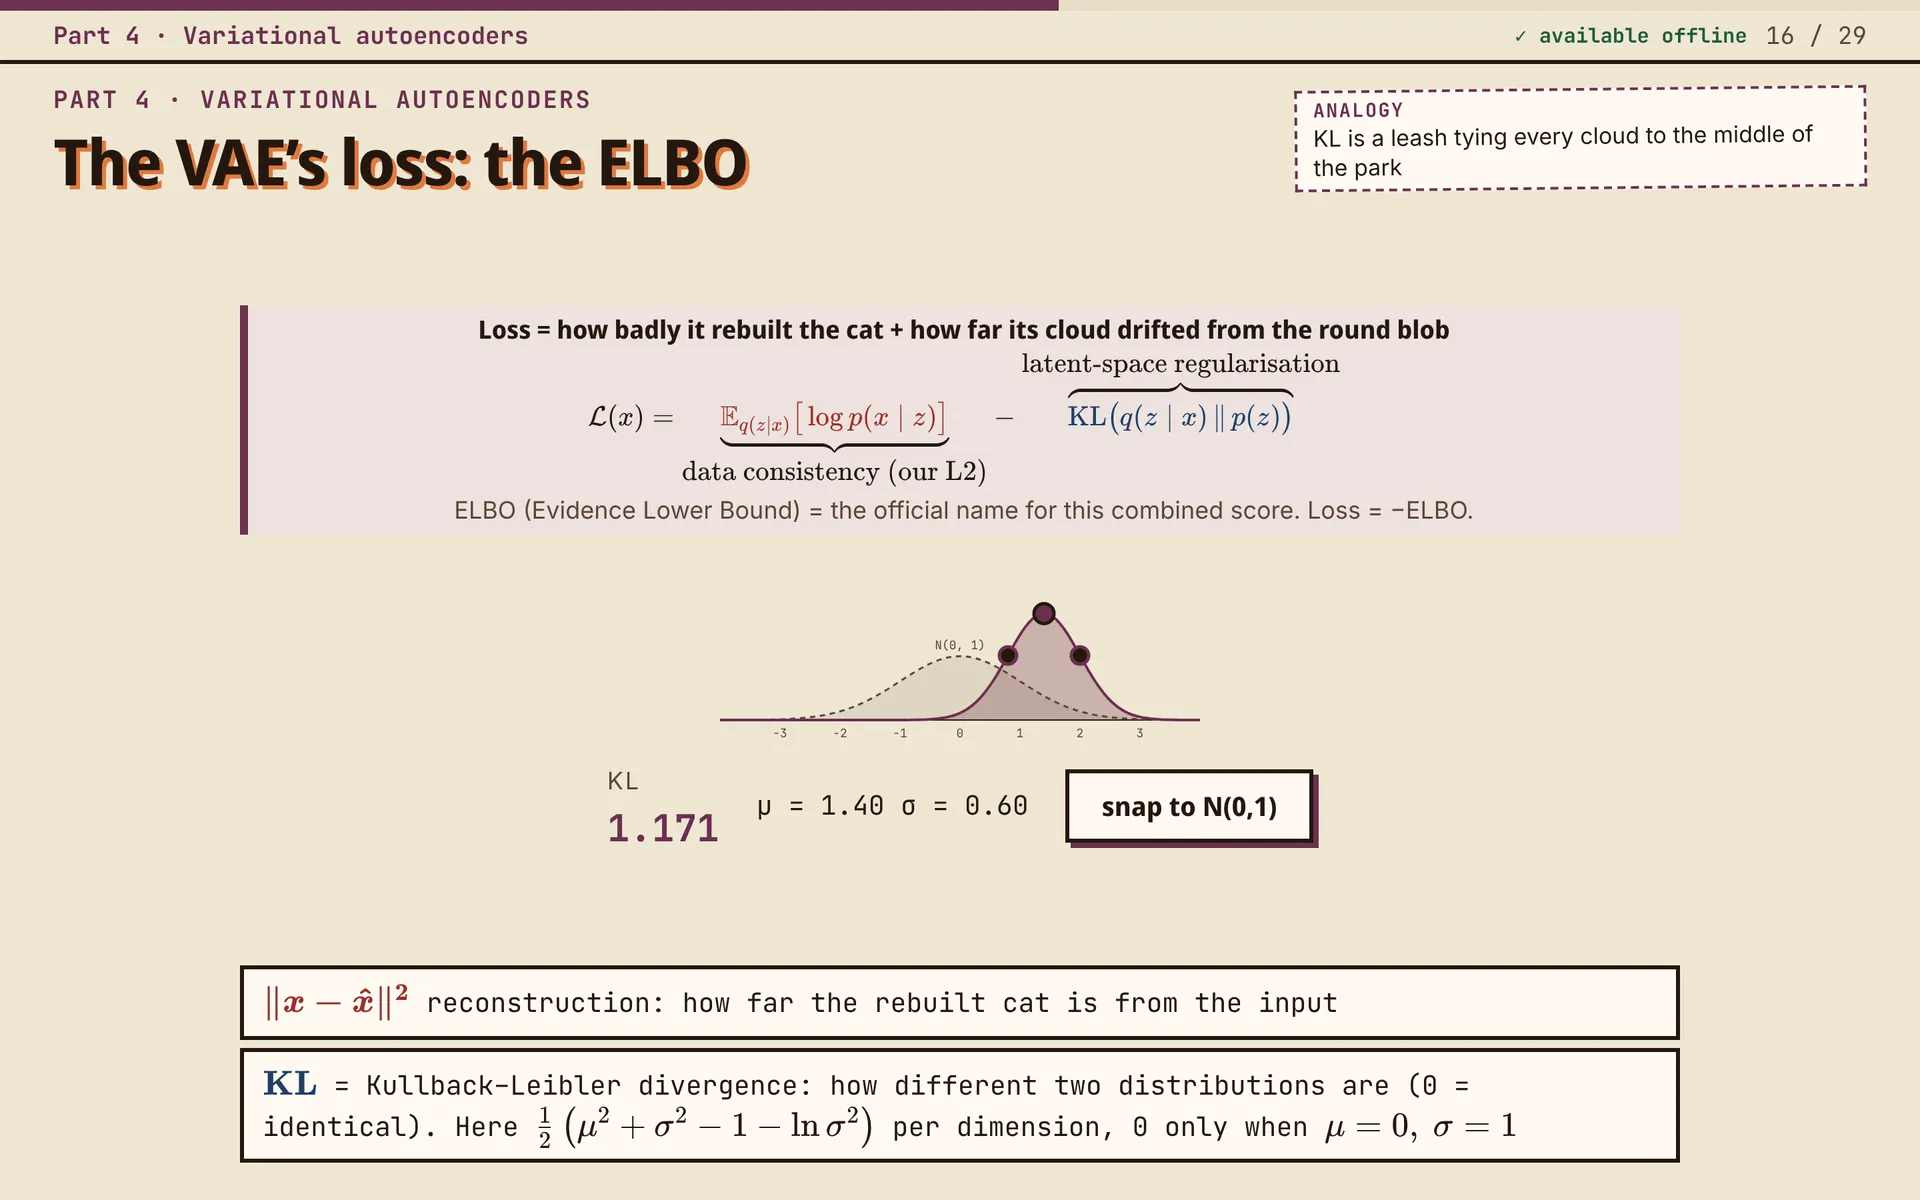 Part 4 · Variational autoencoders
✓ available offline 16 / 29
PART 4 · VARIATIONAL AUTOENCODERS
The VAE’s loss: the ELBO
ANALOGY
KL is a leash tying every cloud to the middle of
the park
Loss = how badly it rebuilt the cat + how far its cloud drifted from the round blob
latent-space regularisation
ℒ(x) = 𝔼_{q(z|x)}[log p(x | z)] − KL(q(z | x) ‖ p(z))
data consistency (our L2)
ELBO (Evidence Lower Bound) = the official name for this combined score. Loss = −ELBO.
N(0, 1)
-3 -2 -1 0 1 2 3
KL
1.171
μ = 1.40 σ = 0.60
snap to N(0,1)
‖x − x̂‖² reconstruction: how far the rebuilt cat is from the input
KL = Kullback–Leibler divergence: how different two distributions are (0 =
identical). Here ½ (μ² + σ² − 1 − ln σ²) per dimension, 0 only when μ = 0, σ = 1